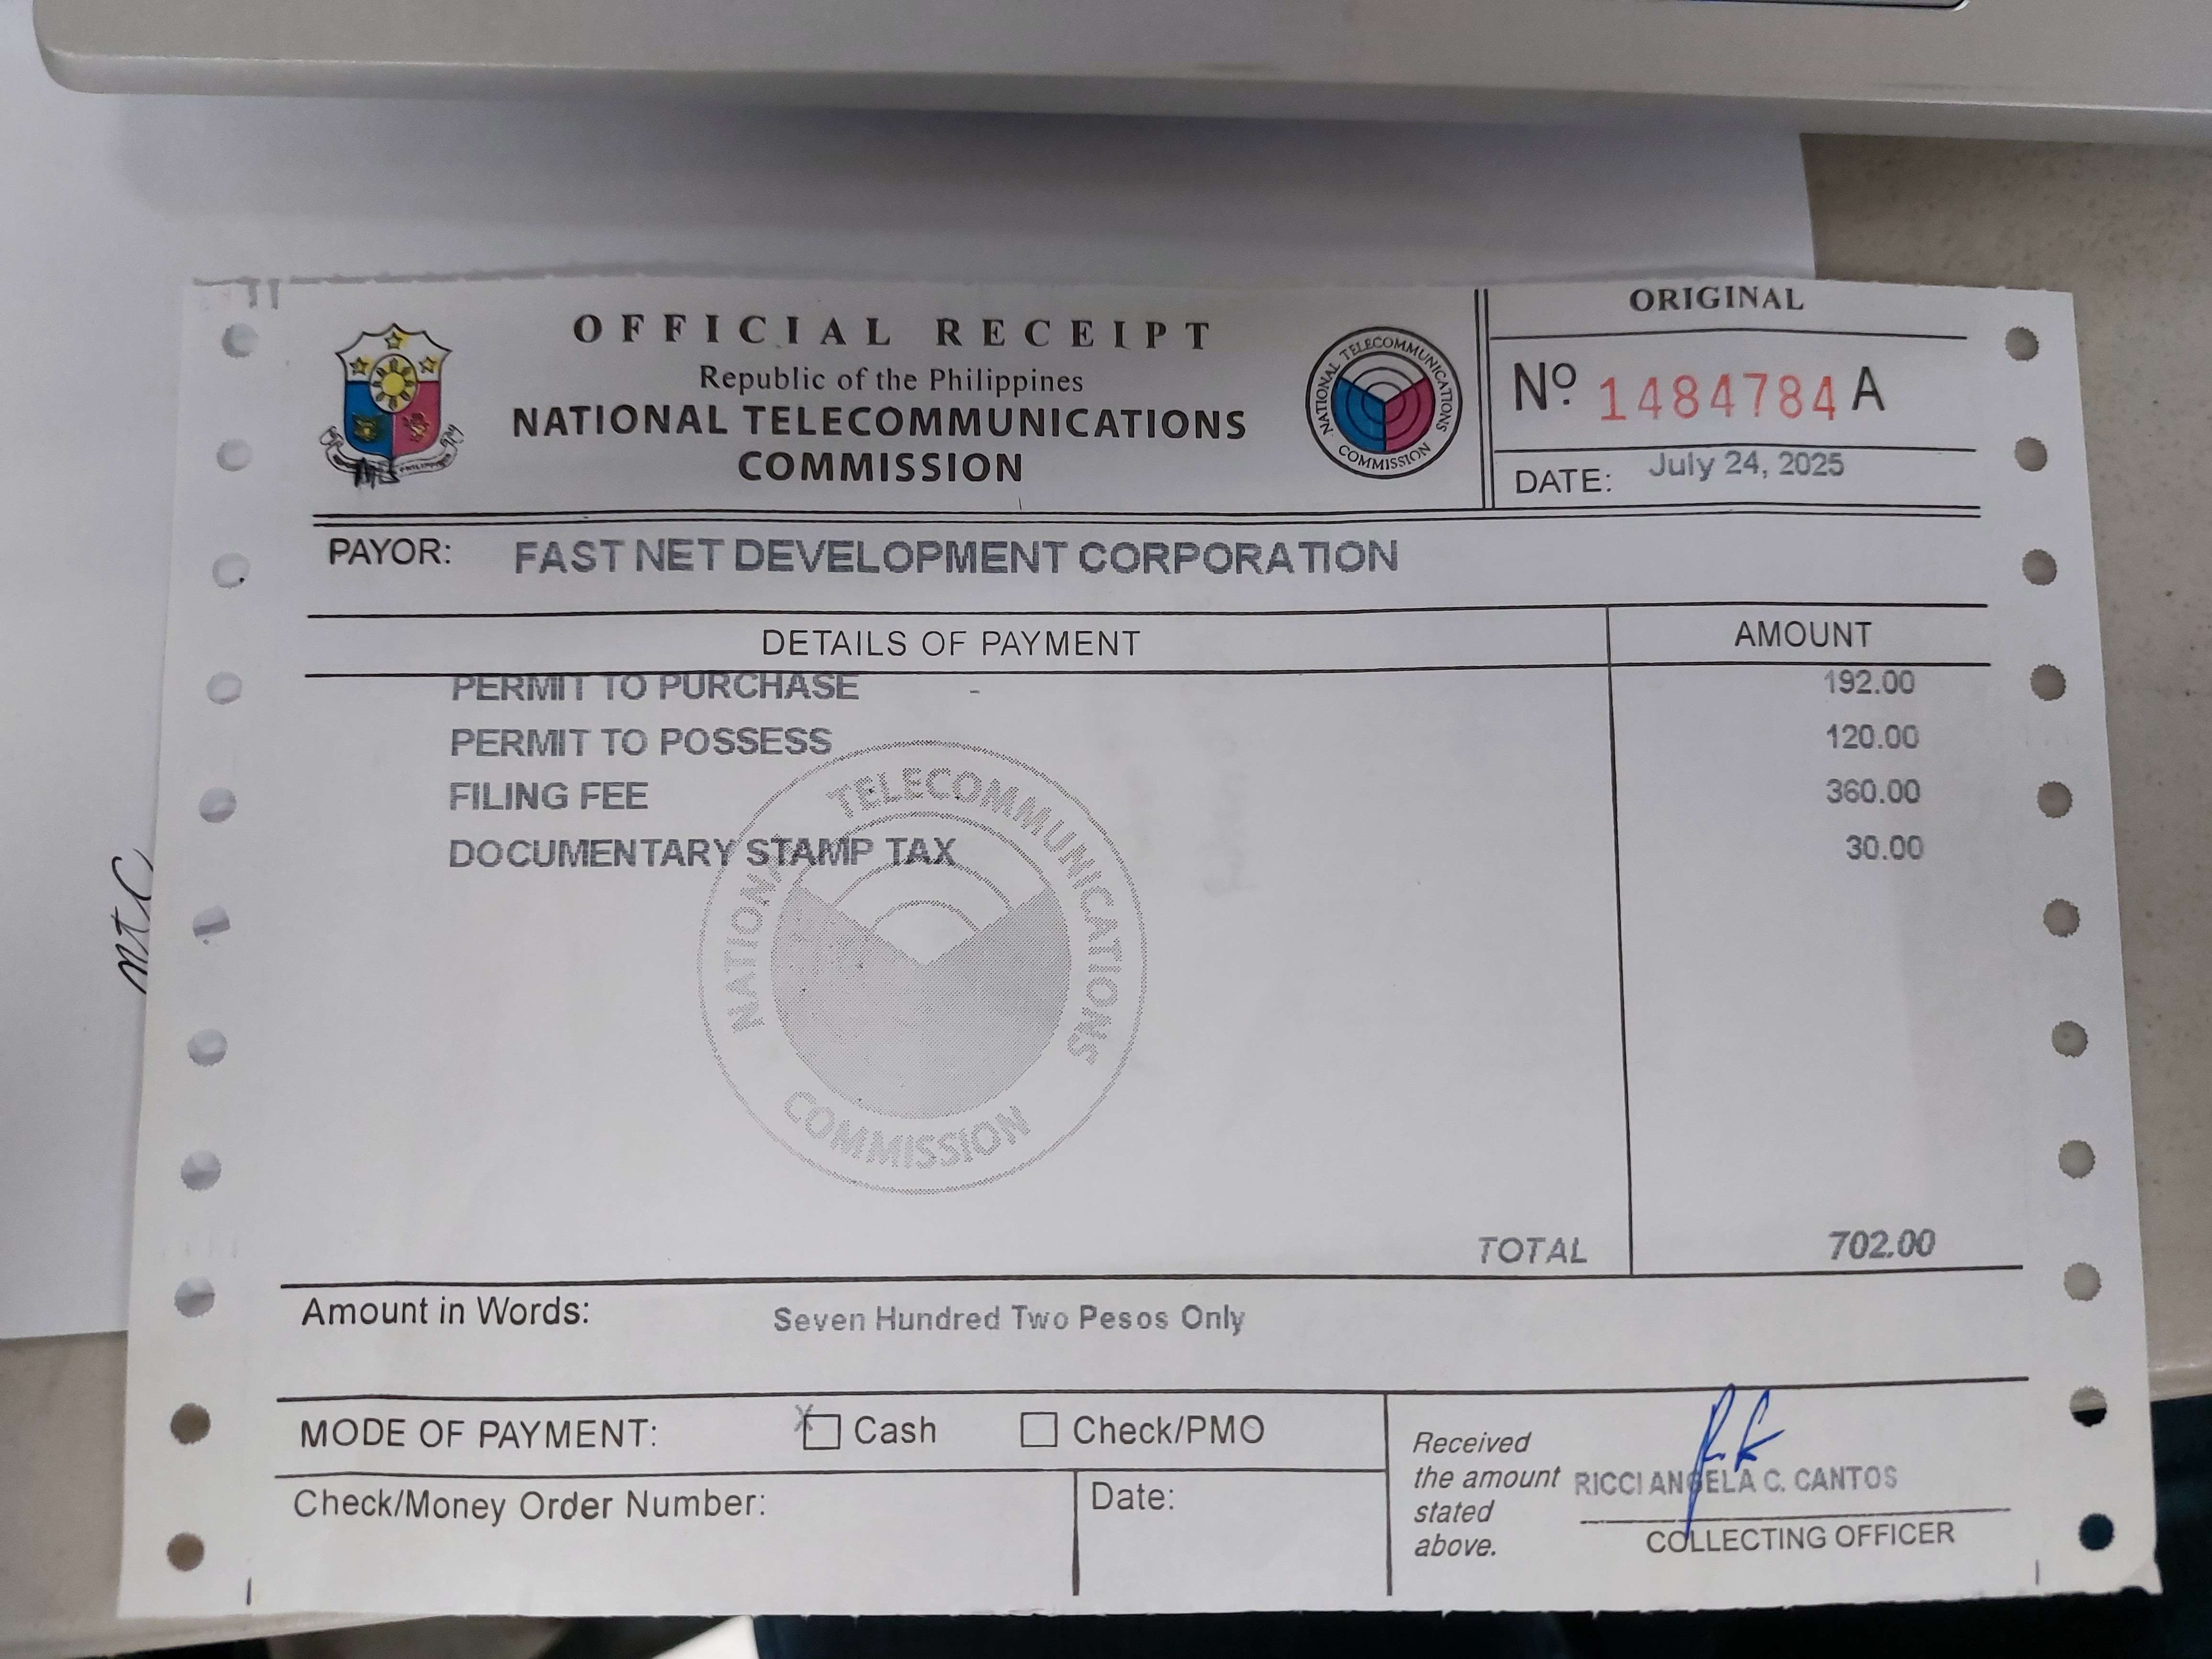 OFFICIAL RECEIPT
Republic of the Philippines
NATIONAL TELECOMMUNICATIONS
COMMISSION
NATIONAL TELECOMMUNICATIONS COMMISSION
ORIGINAL
Nº 1484784 A
DATE: July 24, 2025
PAYOR: FAST NET DEVELOPMENT CORPORATION
DETAILS OF PAYMENT AMOUNT
PERMIT TO PURCHASE - 192.00
PERMIT TO POSSESS 120.00
FILING FEE 360.00
DOCUMENTARY STAMP TAX 30.00
NATIONAL TELECOMMUNICATIONS COMMISSION
TOTAL 702.00
Amount in Words: Seven Hundred Two Pesos Only
MODE OF PAYMENT: X Cash Check/PMO
Check/Money Order Number: Date:
Received
the amount
stated
above.
RICCI ANGELA C. CANTOS
COLLECTING OFFICER